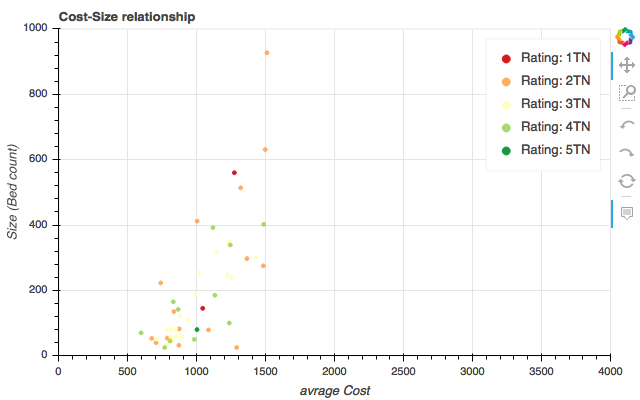 Cost-Size relationship
1000
800
600
400
200
0
Size (Bed count)
Rating: 1TN
Rating: 2TN
Rating: 3TN
Rating: 4TN
Rating: 5TN
0 500 1000 1500 2000 2500 3000 3500 4000
avrage Cost